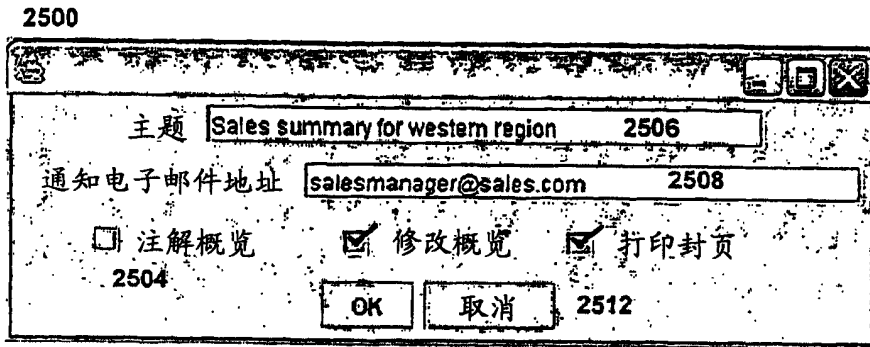 2500
主题 Sales summary for western region 2506
通知电子邮件地址 salesmanager@sales.com 2508
注解概览 修改概览 打印封页
2504
OK 取消 2512